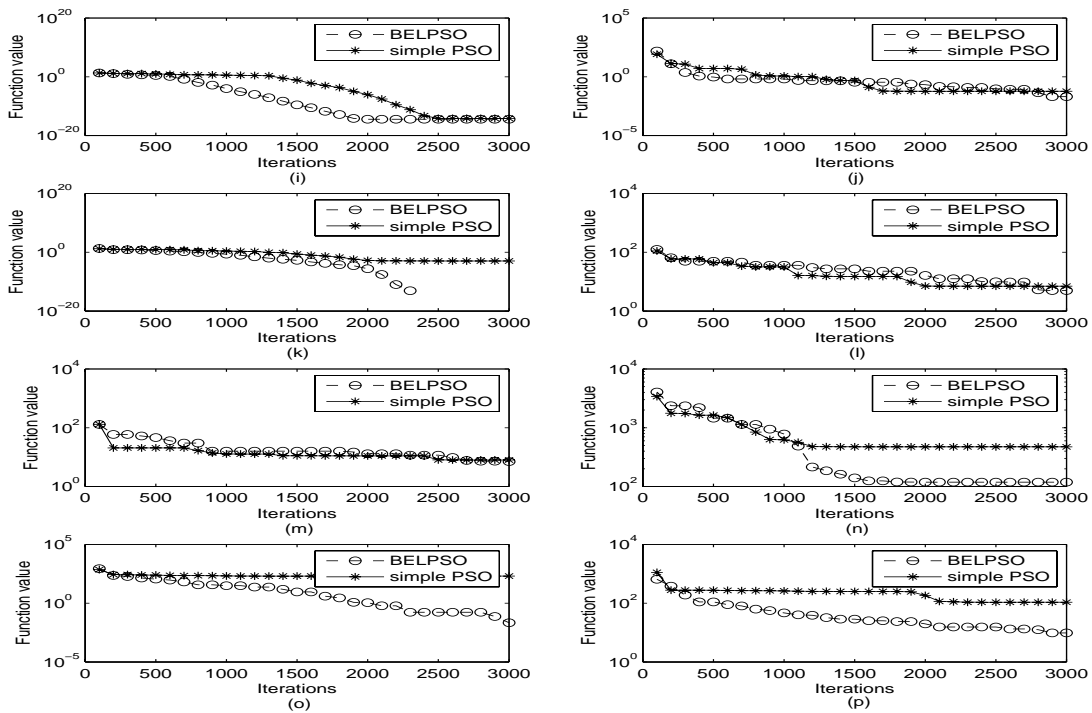 10^20
10^0
10^-20
Function value
BELPSO
simple PSO
0 500 1000 1500 2000 2500 3000
Iterations
(i)
10^5
10^0
10^-5
Function value
BELPSO
simple PSO
0 500 1000 1500 2000 2500 3000
Iterations
(j)
10^20
10^0
10^-20
Function value
BELPSO
simple PSO
0 500 1000 1500 2000 2500 3000
Iterations
(k)
10^4
10^2
10^0
Function value
BELPSO
simple PSO
0 500 1000 1500 2000 2500 3000
Iterations
(l)
10^4
10^2
10^0
Function value
BELPSO
simple PSO
0 500 1000 1500 2000 2500 3000
Iterations
(m)
10^4
10^3
10^2
Function value
BELPSO
simple PSO
0 500 1000 1500 2000 2500 3000
Iterations
(n)
10^5
10^0
10^-5
Function value
BELPSO
simple PSO
0 500 1000 1500 2000 2500 3000
Iterations
(o)
10^4
10^2
10^0
Function value
BELPSO
simple PSO
0 500 1000 1500 2000 2500 3000
Iterations
(p)